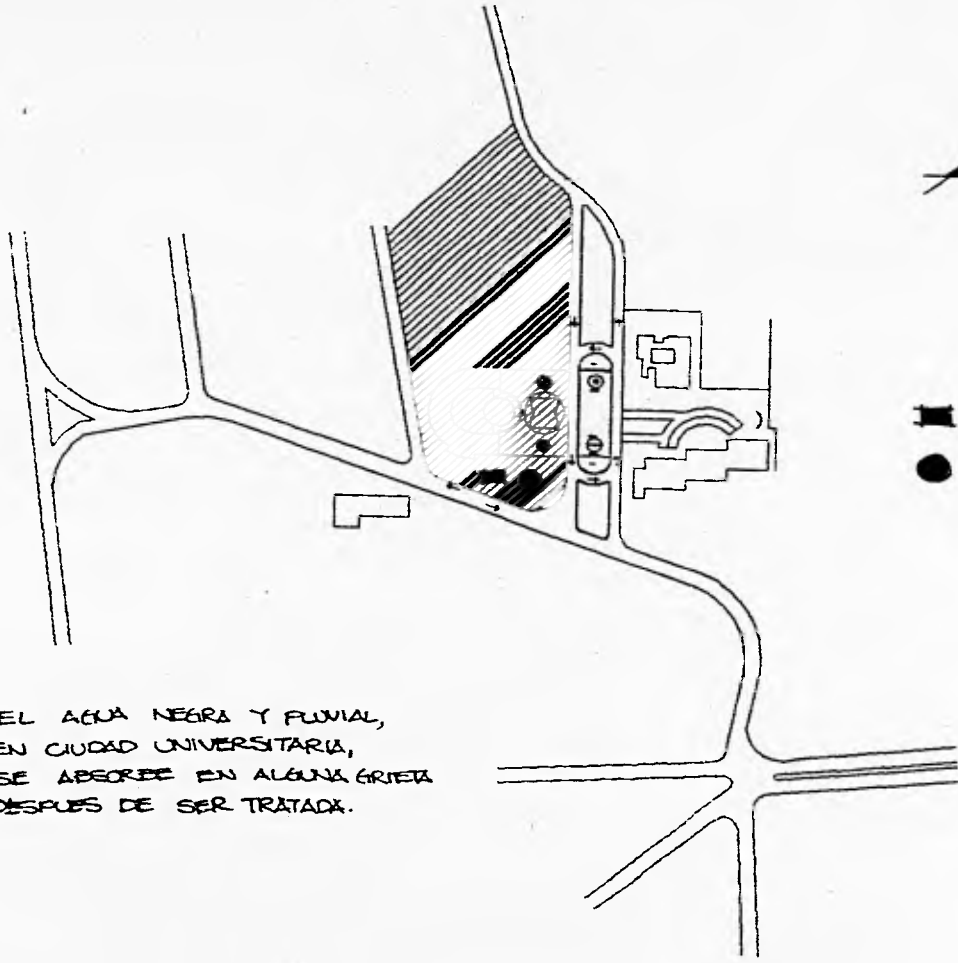 EL AGUA NEGRA Y PLUVIAL,
EN CIUDAD UNIVERSITARIA,
SE ABSORBE EN ALGUNA GRIETA
DESPUES DE SER TRATADA.